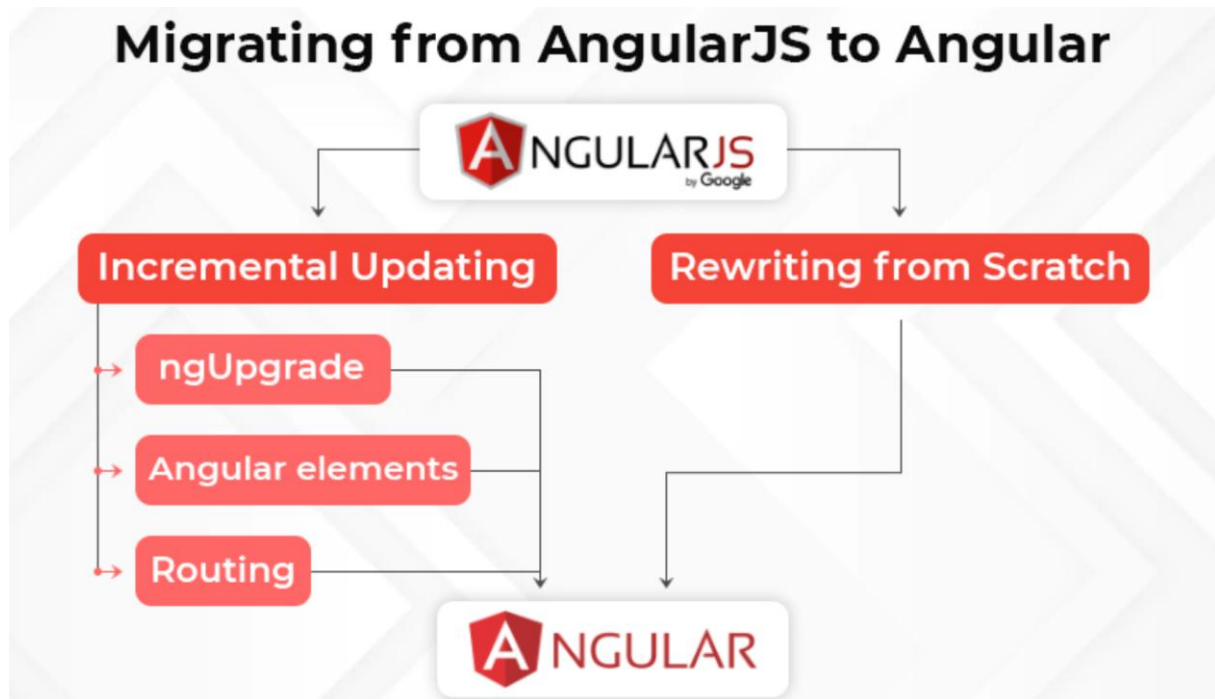 Migrating from AngularJS to Angular
ANGULARJS
by Google
Incremental Updating
Rewriting from Scratch
ngUpgrade
Angular elements
Routing
ANGULAR